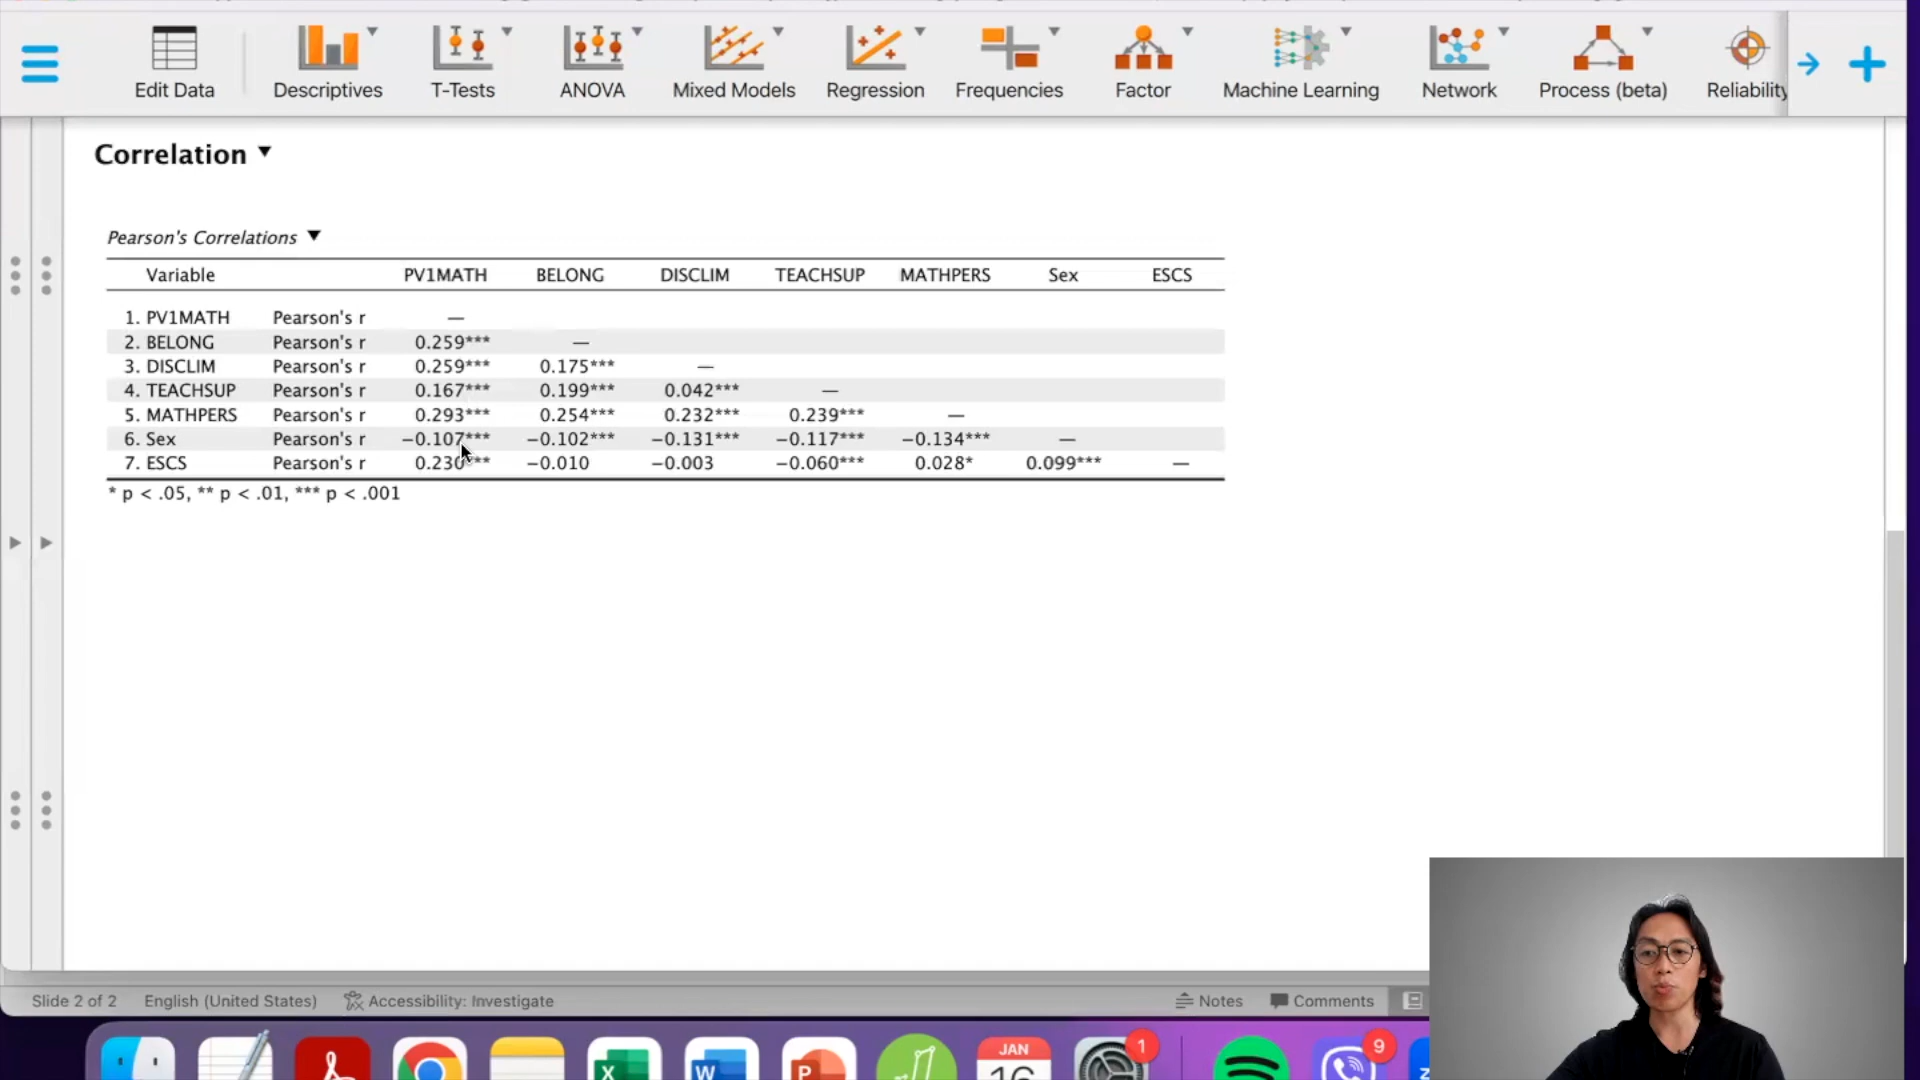 Edit Data Descriptives T-Tests ANOVA Mixed Models Regression Frequencies Factor Machine Learning Network Process (beta) Reliability
Correlation ▼
Pearson's Correlations ▼
Variable PV1MATH BELONG DISCLIM TEACHSUP MATHPERS Sex ESCS
1. PV1MATH Pearson's r —
2. BELONG Pearson's r 0.259*** —
3. DISCLIM Pearson's r 0.259*** 0.175*** —
4. TEACHSUP Pearson's r 0.167*** 0.199*** 0.042*** —
5. MATHPERS Pearson's r 0.293*** 0.254*** 0.232*** 0.239*** —
6. Sex Pearson's r −0.107*** −0.102*** −0.131*** −0.117*** −0.134*** —
7. ESCS Pearson's r 0.230*** −0.010 −0.003 −0.060*** 0.028* 0.099*** —
* p < .05, ** p < .01, *** p < .001
Slide 2 of 2 English (United States) Accessibility: Investigate Notes Comments
JAN 1 9
X W P 16